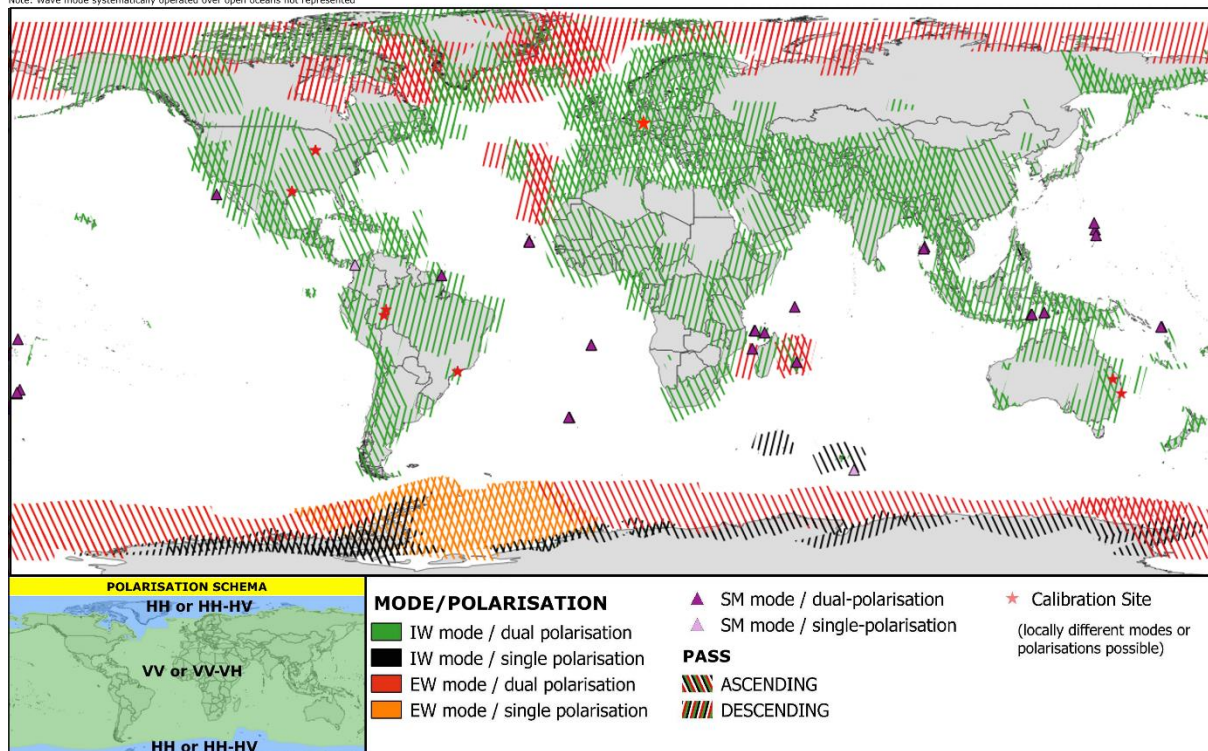 Note: Wave mode systematically operated over open oceans not represented
POLARISATION SCHEMA
HH or HH-HV
VV or VV-VH
HH or HH-HV
MODE/POLARISATION
IW mode / dual polarisation
IW mode / single polarisation
EW mode / dual polarisation
EW mode / single polarisation
SM mode / dual-polarisation
SM mode / single-polarisation
PASS
ASCENDING
DESCENDING
Calibration Site
(locally different modes or
polarisations possible)